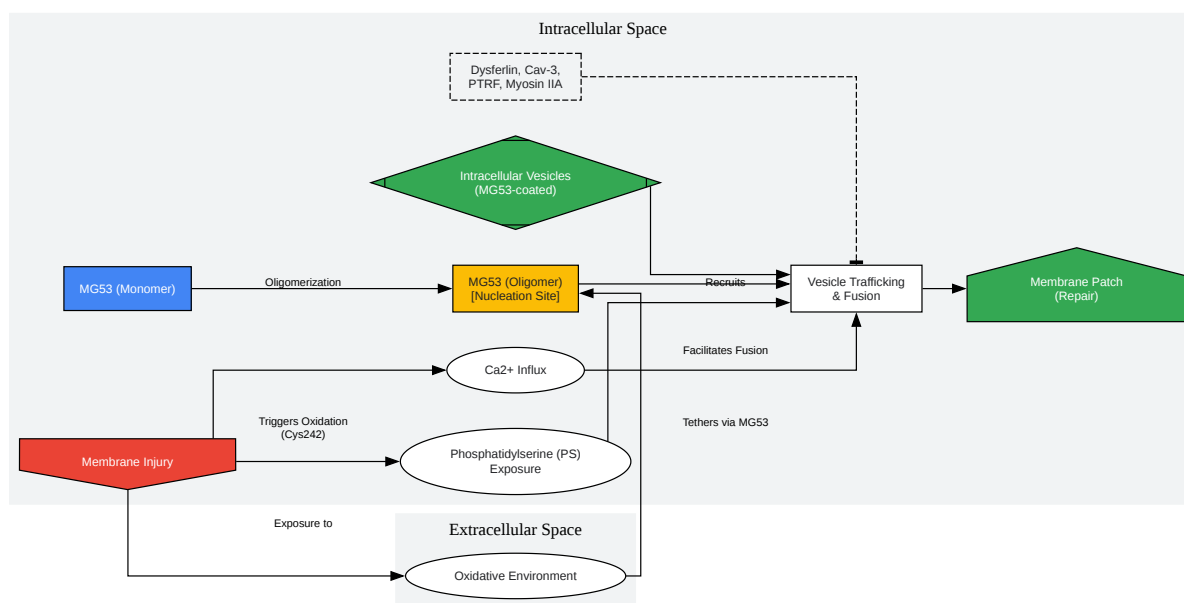 Intracellular Space
Dysferlin, Cav-3,
PTRF, Myosin IIA
Intracellular Vesicles
(MG53-coated)
MG53 (Monomer)
Oligomerization
MG53 (Oligomer)
[Nucleation Site]
Recruits
Vesicle Trafficking
& Fusion
Membrane Patch
(Repair)
Ca2+ Influx
Facilitates Fusion
Triggers Oxidation
(Cys242)
Membrane Injury
Phosphatidylserine (PS)
Exposure
Tethers via MG53
Exposure to
Extracellular Space
Oxidative Environment